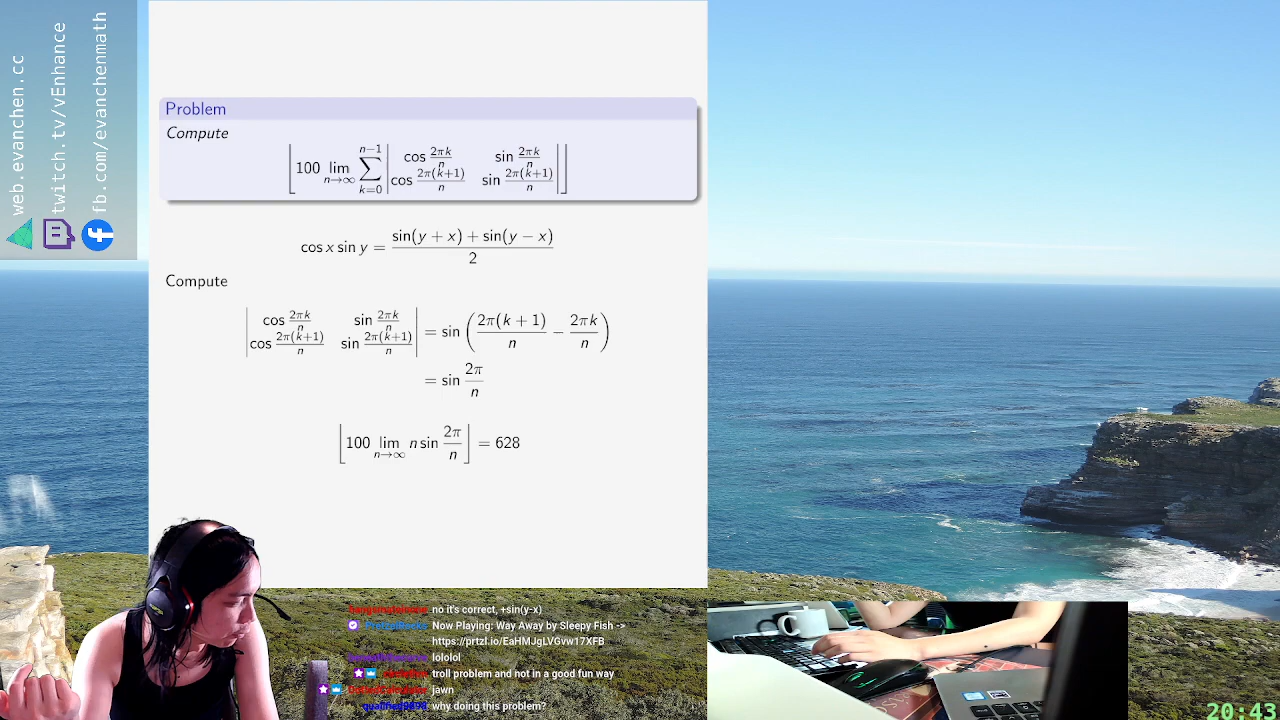 web.evanchen.cc
twitch.tv/vEnhance
fb.com/evanchenmath
Problem
Compute
⌊100 lim n→∞ ∑ k=0 n−1 |cos 2πk/n sin 2πk/n
cos 2π(k+1)/n sin 2π(k+1)/n|⌋
cos x sin y = sin(y + x) + sin(y − x) / 2
Compute
|cos 2πk/n sin 2πk/n
cos 2π(k+1)/n sin 2π(k+1)/n| = sin (2π(k + 1)/n − 2πk/n)
= sin 2π/n
⌊100 lim n→∞ n sin 2π/n⌋ = 628
no it's correct, +sin(y-x)
Now Playing: Way Away by Sleepy Fish ->
https://prtzl.io/EaHMJgLVGvw17XFB
lololol
troll problem and not in a good fun way
jawn
why doing this problem?
20:43